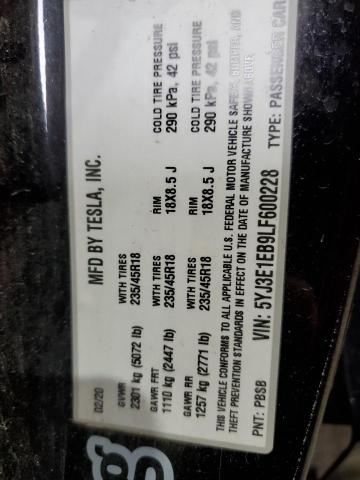 MFD BY TESLA, INC.
02/20
GVWR WITH TIRES RIM COLD TIRE PRESSURE
2301 kg (5072 lb) 235/45R18 18X8.5 J 290 kPa, 42 psi
GAWR FRT WITH TIRES RIM COLD TIRE PRESSURE
1110 kg (2447 lb) 235/45R18 18X8.5 J 290 kPa, 42 psi
GAWR RR
1257 kg (2771 lb)
THIS VEHICLE CONFORMS TO ALL APPLICABLE U.S. FEDERAL MOTOR VEHICLE SAFETY, BUMPER, AND
THEFT PREVENTION STANDARDS IN EFFECT ON THE DATE OF MANUFACTURE SHOWN ABOVE.
VIN: 5YJ3E1EB9LF600228
PNT: PBSB TYPE: PASSENGER CAR